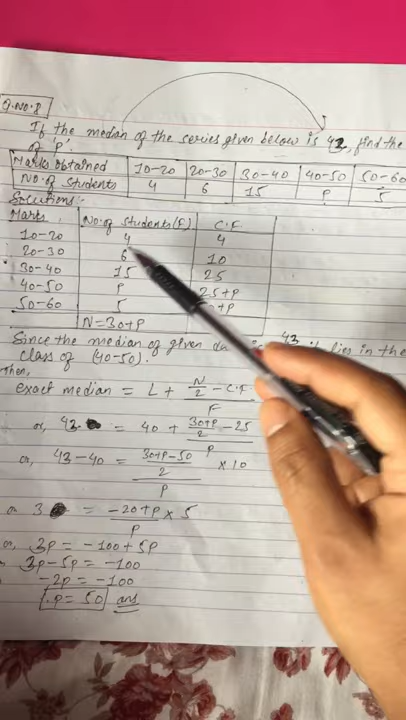 Q.No.8
If the median of the series given below is 42, find the
of 'p'.
Marks obtained 10-20 20-30 30-40 40-50 50-60
No. of students 4 6 15 P 5
Solutions:-
Marks No. of students (F) C.F
10-20 4 4
20-30 6 10
30-40 15 25
40-50 P 25+P
50-60 5 +P
N=30+P
Since the median of given 43 it lies in the
class of (40-50).
then,
exact median = L + N/2 - C.F / F
or, 43 = 40 + 30+P/2 - 25 / P
or, 43-40 = 30+P-50/2 / P × 10
or 3 = -20+P / P × 5
or, 3p = -100+5p
3p-5p = -100
-2p = -100
p = 50 ans